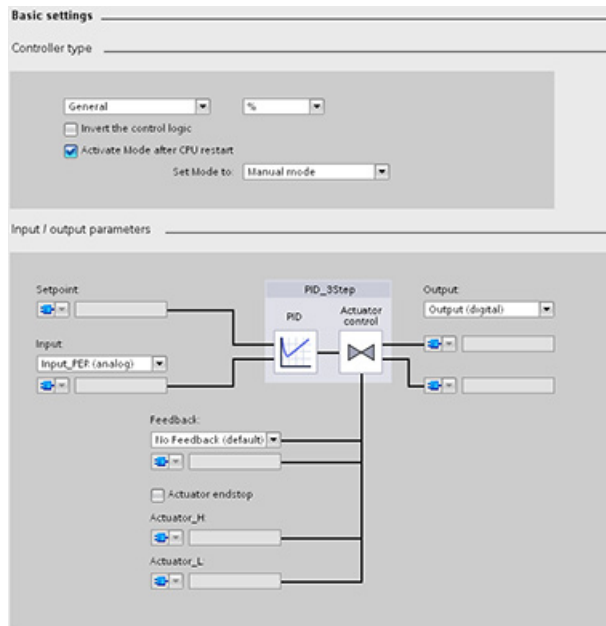 Basic settings
Controller type
General %
Invert the control logic
Activate Mode after CPU restart
Set Mode to: Manual mode
Input / output parameters
Setpoint:
PID_3Step
Output:
PID
Actuator control
Output (digital)
Input:
Input_PER (analog)
Feedback:
No Feedback (default)
Actuator endstop
Actuator_H:
Actuator_L: